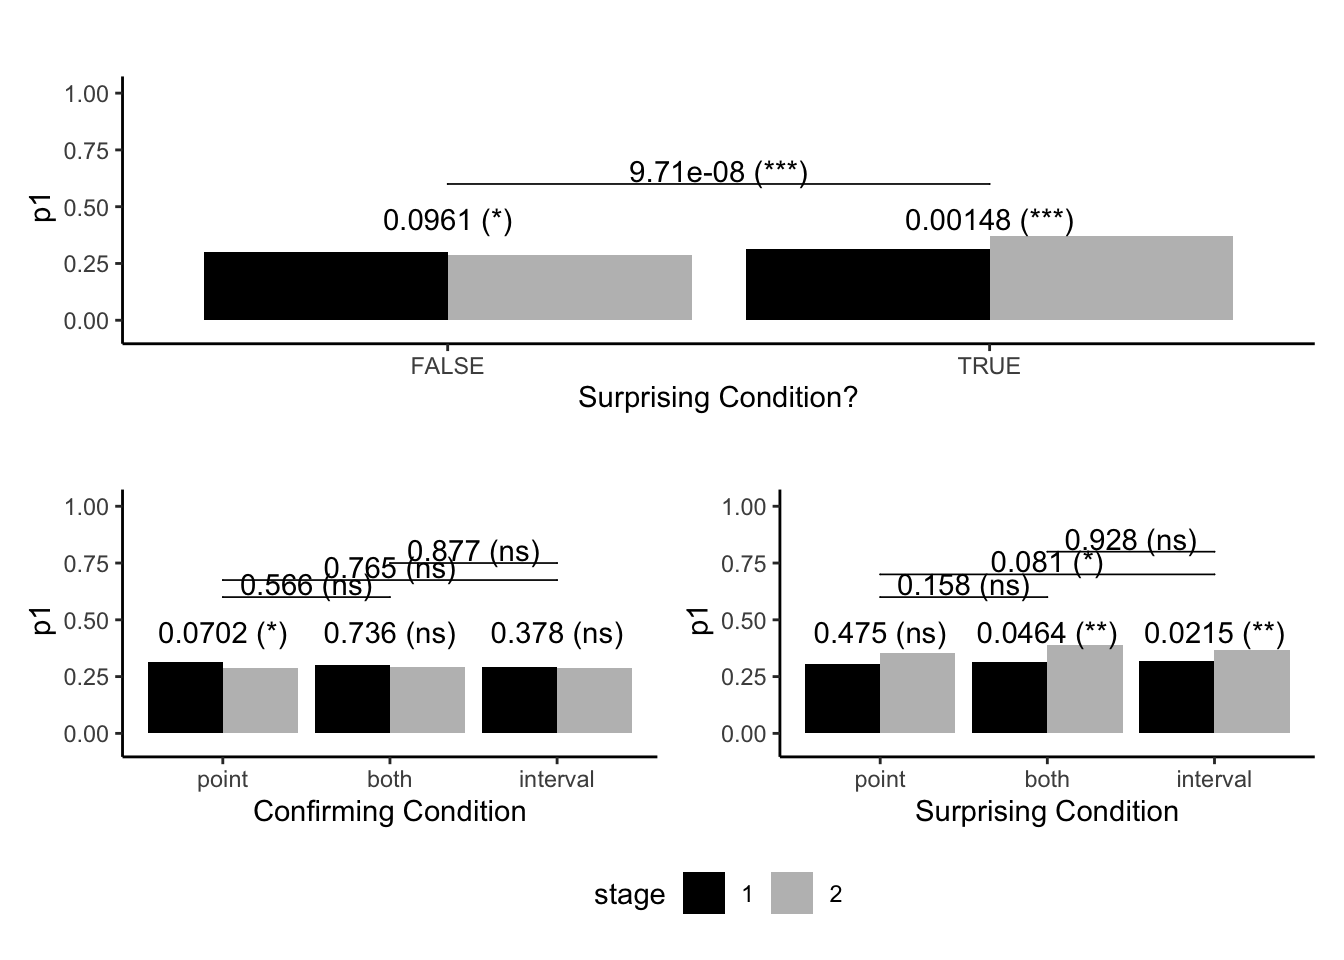 1.00
0.75
0.50
0.25
0.00
p1
9.71e-08 (***)
0.0961 (*)
0.00148 (***)
FALSE
TRUE
Surprising Condition?
1.00
0.75
0.50
0.25
0.00
p1
0.877 (ns)
0.765 (ns)
0.566 (ns)
0.0702 (*)
0.736 (ns)
0.378 (ns)
point
both
interval
Confirming Condition
1.00
0.75
0.50
0.25
0.00
p1
0.928 (ns)
0.081 (*)
0.158 (ns)
0.475 (ns)
0.0464 (**)
0.0215 (**)
point
both
interval
Surprising Condition
stage 1 2